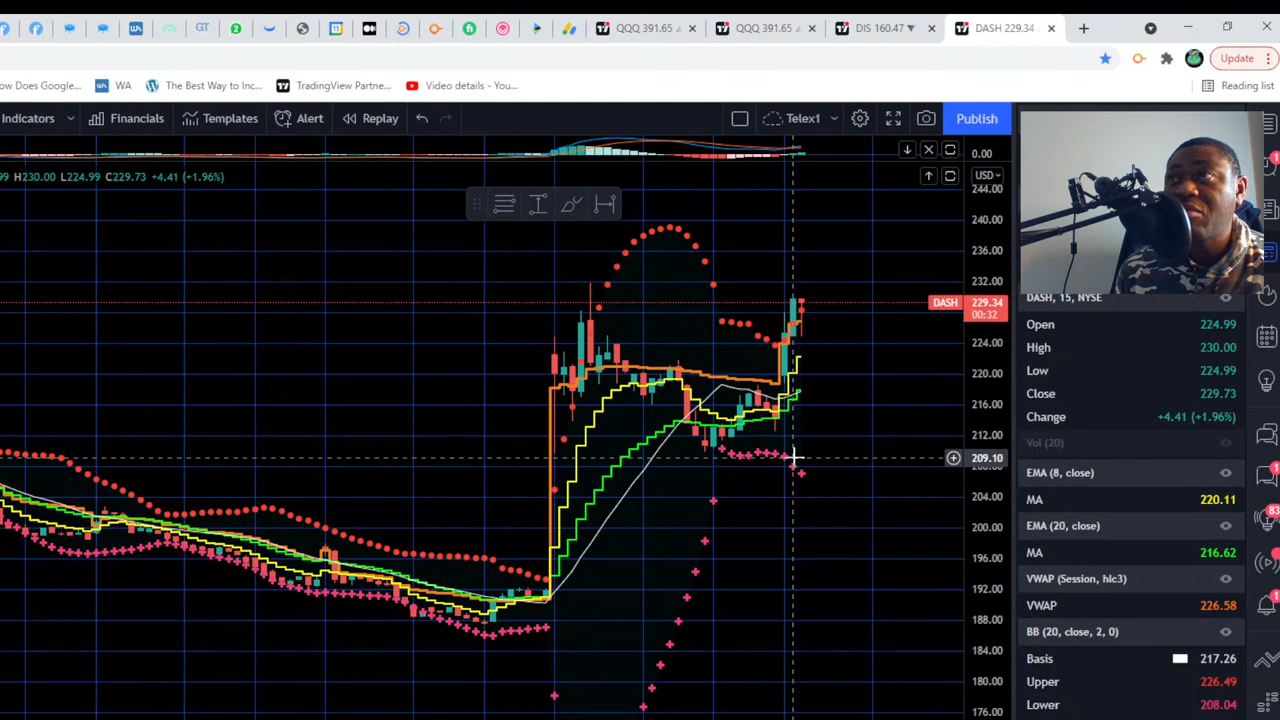 GT
QQQ 391.65
QQQ 391.65
DIS 160.47 ▼
DASH 229.34
Update
How Does Google...
WA
The Best Way to Inc...
TradingView Partne...
Video details - You...
Reading list
Indicators
Financials
Templates
Alert
Replay
Telex1
Publish
0.00
H230.00 L224.99 C229.73 +4.41 (+1.96%)
USD
244.00
240.00
236.00
232.00
DASH 229.34
00:32
224.00
220.00
216.00
212.00
209.10
204.00
200.00
196.00
192.00
188.00
184.00
180.00
176.00
DASH, 15, NYSE
Open 224.99
High 230.00
Low 224.99
Close 229.73
Change +4.41 (+1.96%)
Vol (20)
EMA (8, close)
MA 220.11
EMA (20, close)
MA 216.62
VWAP (Session, hlc3)
VWAP 226.58
BB (20, close, 2, 0)
Basis 217.26
Upper 226.49
Lower 208.04
83